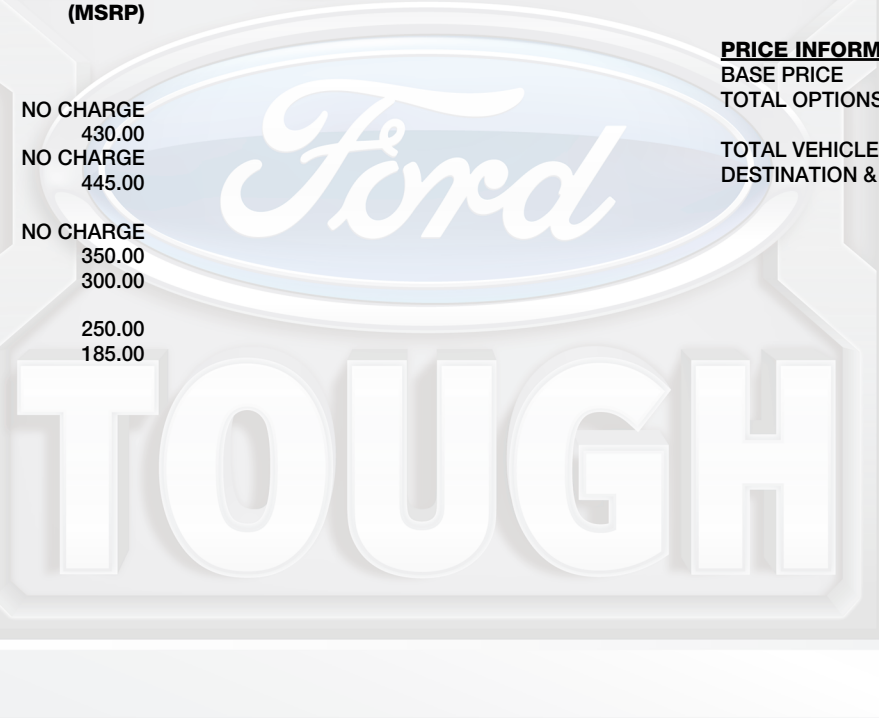 (MSRP)
NO CHARGE
430.00
NO CHARGE
445.00
NO CHARGE
350.00
300.00
250.00
185.00
PRICE INFORM
BASE PRICE
TOTAL OPTIONS
TOTAL VEHICLE
DESTINATION &
Ford
TOUGH